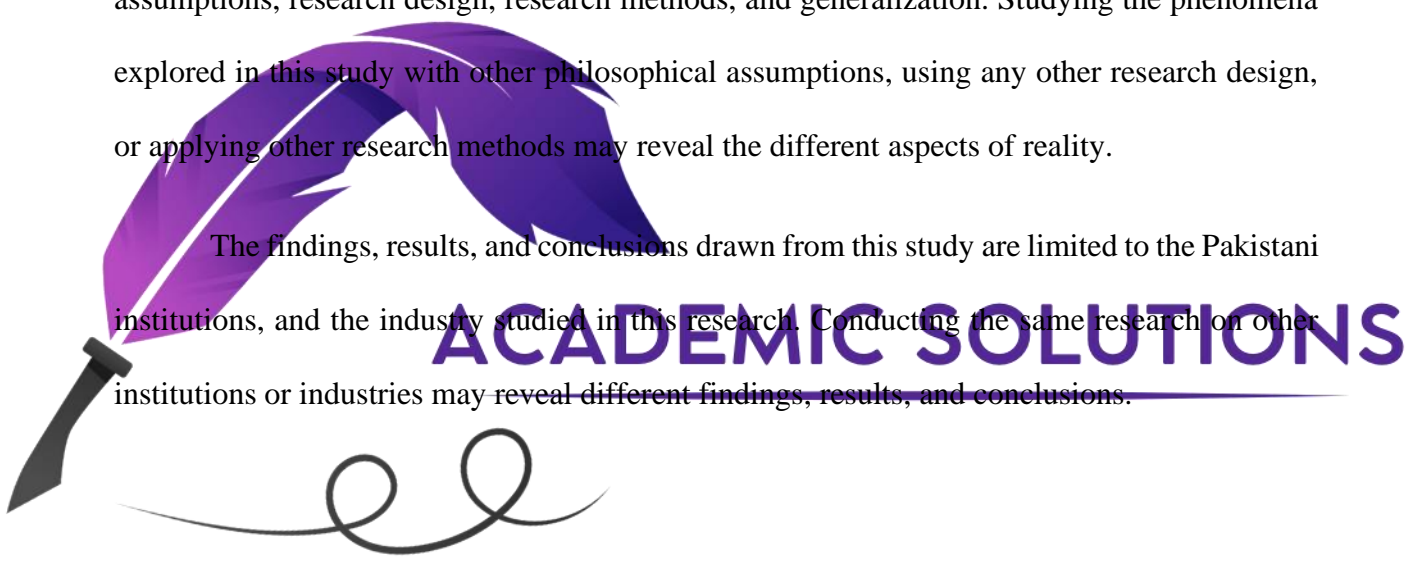 assumptions, research design, research methods, and generalization. Studying the phenomena
explored in this study with other philosophical assumptions, using any other research design,
or applying other research methods may reveal the different aspects of reality.
The findings, results, and conclusions drawn from this study are limited to the Pakistani
institutions, and the industry studied in this research. Conducting the same research on other
ACADEMIC SOLUTIONS
institutions or industries may reveal different findings, results, and conclusions.